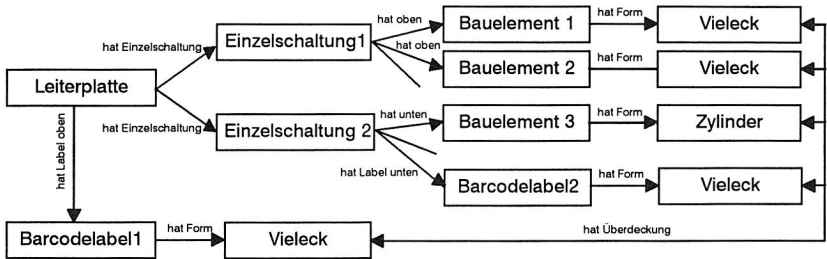 hat oben
Bauelement 1
hat Form
Vieleck
hat Einzelschaltung
Einzelschaltung1
hat oben
Bauelement 2
hat Form
Vieleck
Leiterplatte
hat Einzelschaltung
Einzelschaltung 2
hat unten
Bauelement 3
hat Form
Zylinder
hat Label oben
hat Label unten
Barcodelabel2
hat Form
Vieleck
Barcodelabel1
hat Form
Vieleck
hat Überdeckung